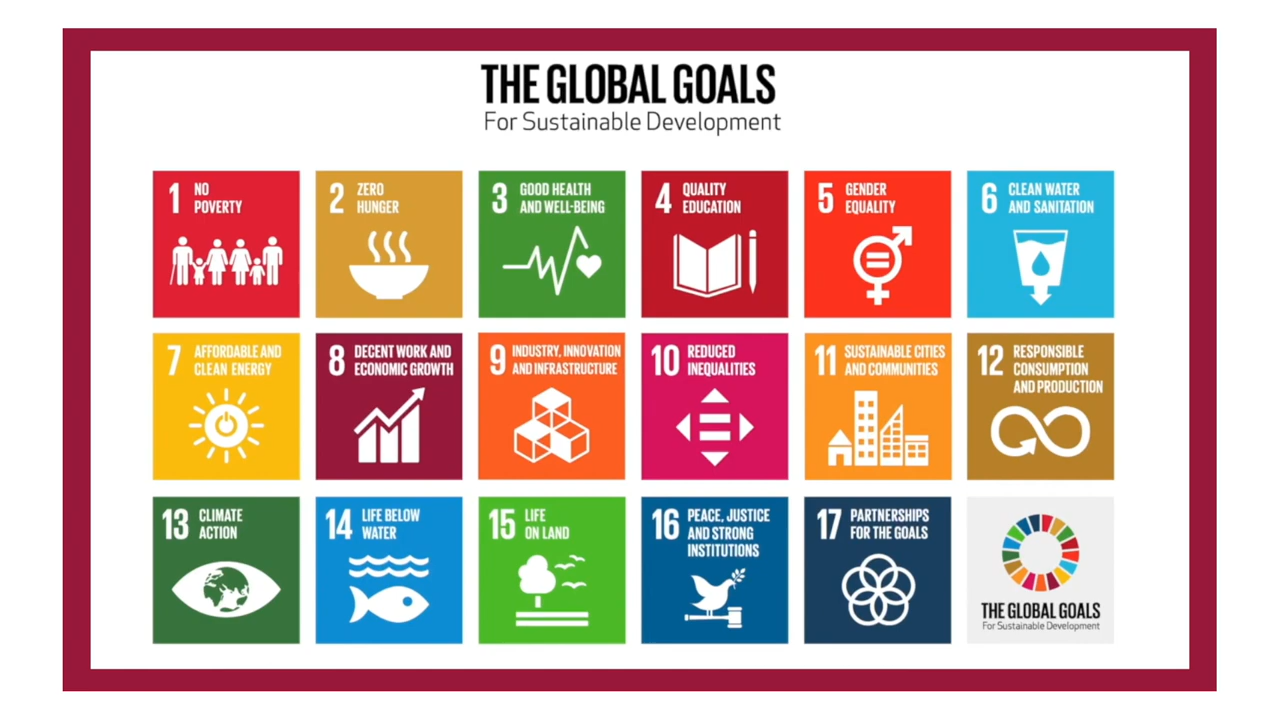 THE GLOBAL GOALS
For Sustainable Development
1 NO
POVERTY
2 ZERO
HUNGER
3 GOOD HEALTH
AND WELL-BEING
4 QUALITY
EDUCATION
5 GENDER
EQUALITY
6 CLEAN WATER
AND SANITATION
7 AFFORDABLE AND
CLEAN ENERGY
8 DECENT WORK AND
ECONOMIC GROWTH
9 INDUSTRY, INNOVATION
AND INFRASTRUCTURE
10 REDUCED
INEQUALITIES
11 SUSTAINABLE CITIES
AND COMMUNITIES
12 RESPONSIBLE
CONSUMPTION
AND PRODUCTION
13 CLIMATE
ACTION
14 LIFE BELOW
WATER
15 LIFE
ON LAND
16 PEACE, JUSTICE
AND STRONG
INSTITUTIONS
17 PARTNERSHIPS
FOR THE GOALS
THE GLOBAL GOALS
For Sustainable Development